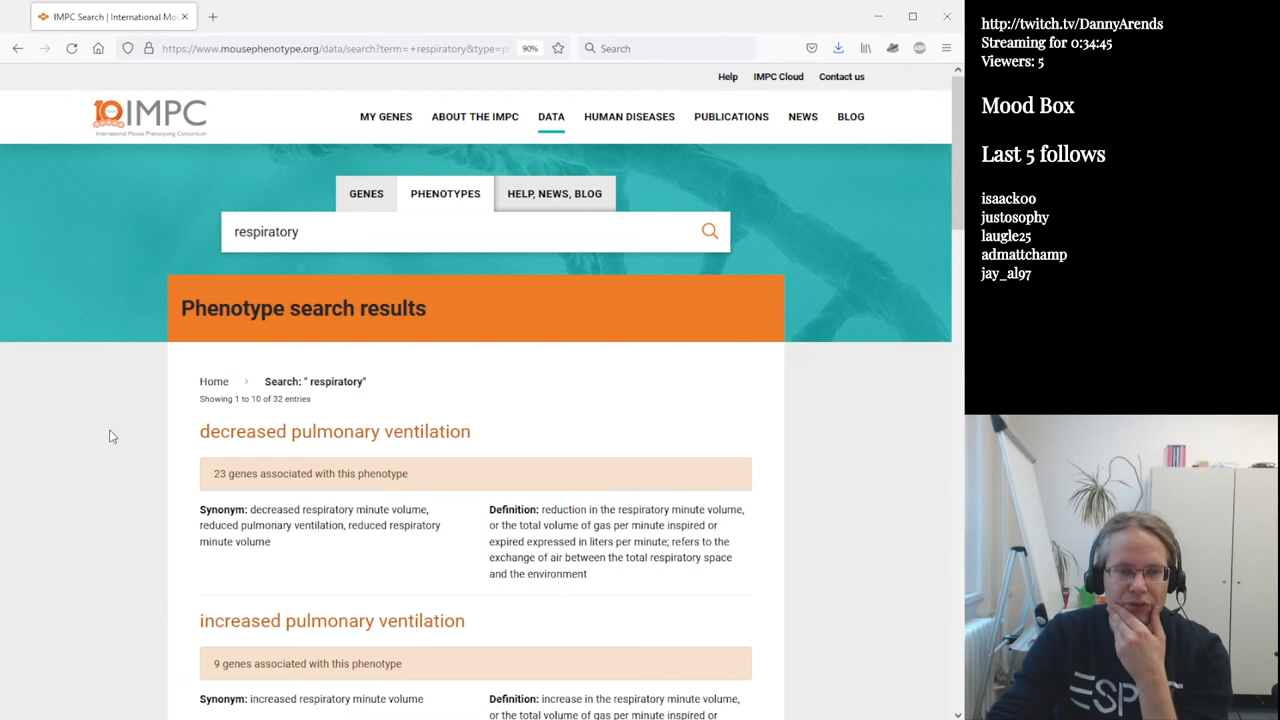 IMPC Search | International Mo
https://www.mousephenotype.org/data/search?term= +respiratory&type=p
90%
Search
Help IMPC Cloud Contact us
10 IMPC
International Mouse Phenotyping Consortium
MY GENES ABOUT THE IMPC DATA HUMAN DISEASES PUBLICATIONS NEWS BLOG
GENES PHENOTYPES HELP, NEWS, BLOG
respiratory
Phenotype search results
Home > Search: " respiratory"
Showing 1 to 10 of 32 entries
decreased pulmonary ventilation
23 genes associated with this phenotype
Synonym: decreased respiratory minute volume,
reduced pulmonary ventilation, reduced respiratory
minute volume
Definition: reduction in the respiratory minute volume,
or the total volume of gas per minute inspired or
expired expressed in liters per minute; refers to the
exchange of air between the total respiratory space
and the environment
increased pulmonary ventilation
9 genes associated with this phenotype
Synonym: increased respiratory minute volume
Definition: increase in the respiratory minute volume,
or the total volume of gas per minute inspired or
http://twitch.tv/DannyArends
Streaming for 0:34:45
Viewers: 5
Mood Box
Last 5 follows
isaackoo
justosophy
laugle25
admattchamp
jay_al97